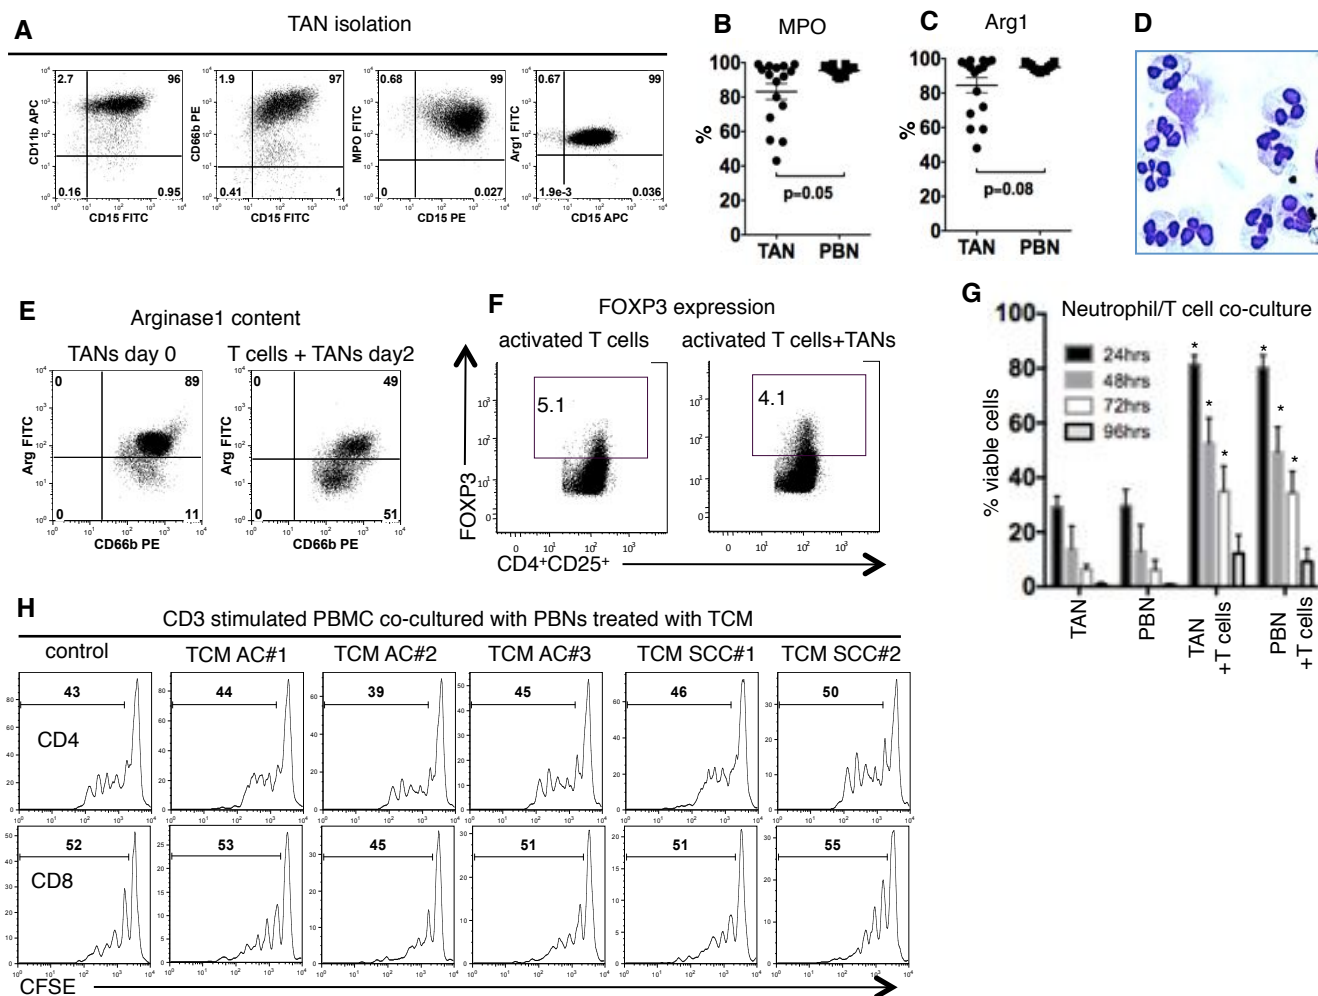 A
TAN isolation
2.7
96
CD11b APC
0.16
0.95
CD15 FITC
1.9
97
CD66b PE
0.41
1
CD15 FITC
0.68
99
MPO FITC
0
0.027
CD15 PE
0.67
99
Arg1 FITC
1.9e-3
0.036
CD15 APC
B
MPO
100
80
60
40
20
0
%
p=0.05
TAN PBN
C
Arg1
100
80
60
40
20
0
%
p=0.08
TAN PBN
D
E
Arginase1 content
TANs day 0
0
89
Arg FITC
0
11
CD66b PE
T cells + TANs day2
0
49
Arg FITC
0
51
CD66b PE
F
FOXP3 expression
activated T cells
5.1
activated T cells+TANs
4.1
FOXP3
CD4+CD25+
G
Neutrophil/T cell co-culture
% viable cells
100
80
60
40
20
0
24hrs
48hrs
72hrs
96hrs
* * *
* * *
TAN
PBN
TAN
+T cells
PBN
+T cells
H
CD3 stimulated PBMC co-cultured with PBNs treated with TCM
control TCM AC#1 TCM AC#2 TCM AC#3 TCM SCC#1 TCM SCC#2
43 44 39 45 46 50
CD4
52 53 45 51 51 55
CD8
CFSE